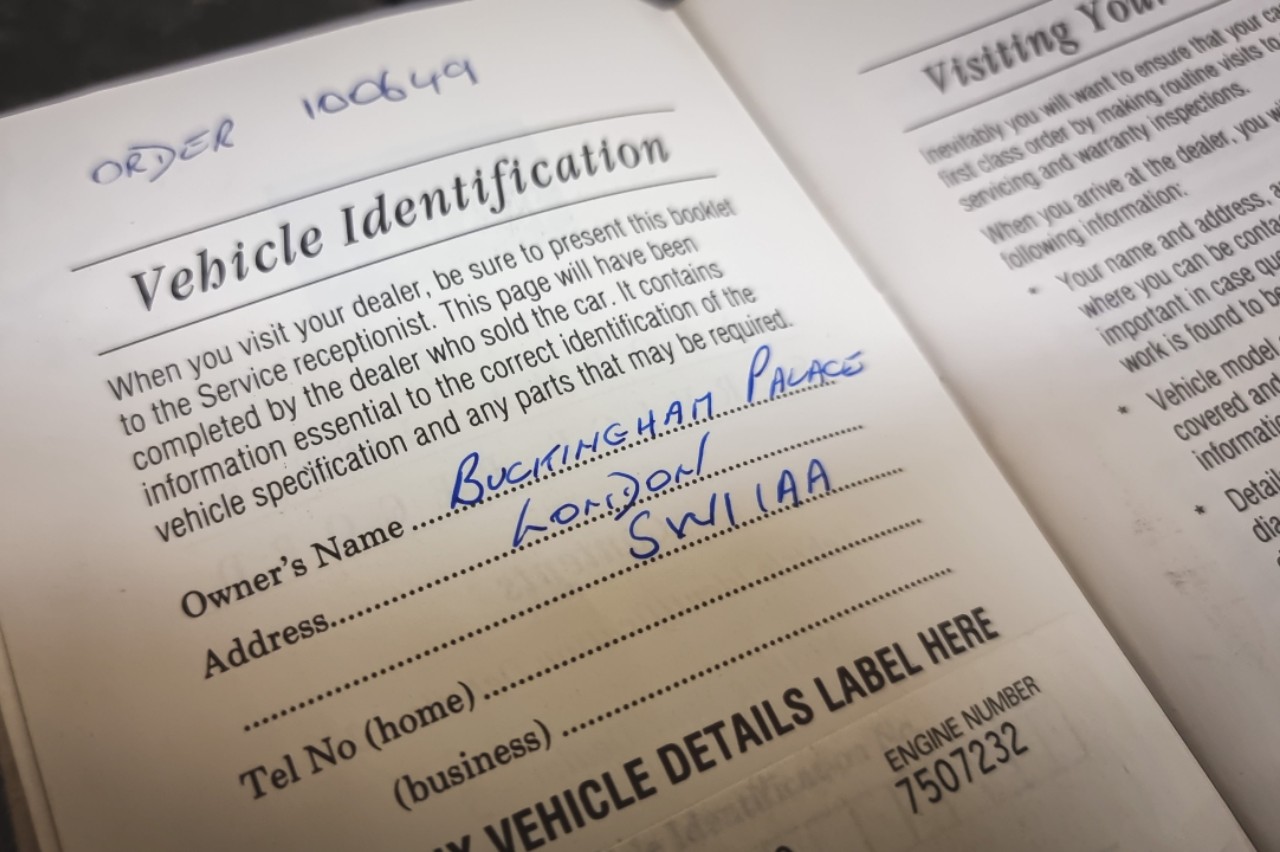 ORDER 100649
Vehicle Identification
When you visit your dealer, be sure to present this booklet
to the Service receptionist. This page will have been
completed by the dealer who sold the car. It contains
information essential to the correct identification of the
vehicle specification and any parts that may be required.
Owner's Name BUCKINGHAM PALACE
Address LONDON
SW1 1AA
Tel No (home)
(business)
VEHICLE DETAILS LABEL HERE
ENGINE NUMBER
7507232
Visiting
Inevitably you will want to ensure that your
first class order by making routine visits to
servicing and warranty inspections.
When you arrive at the dealer, you
following information:
* Your name and address,
where you can be
important in case
work is found to
* Vehicle model
covered and
*